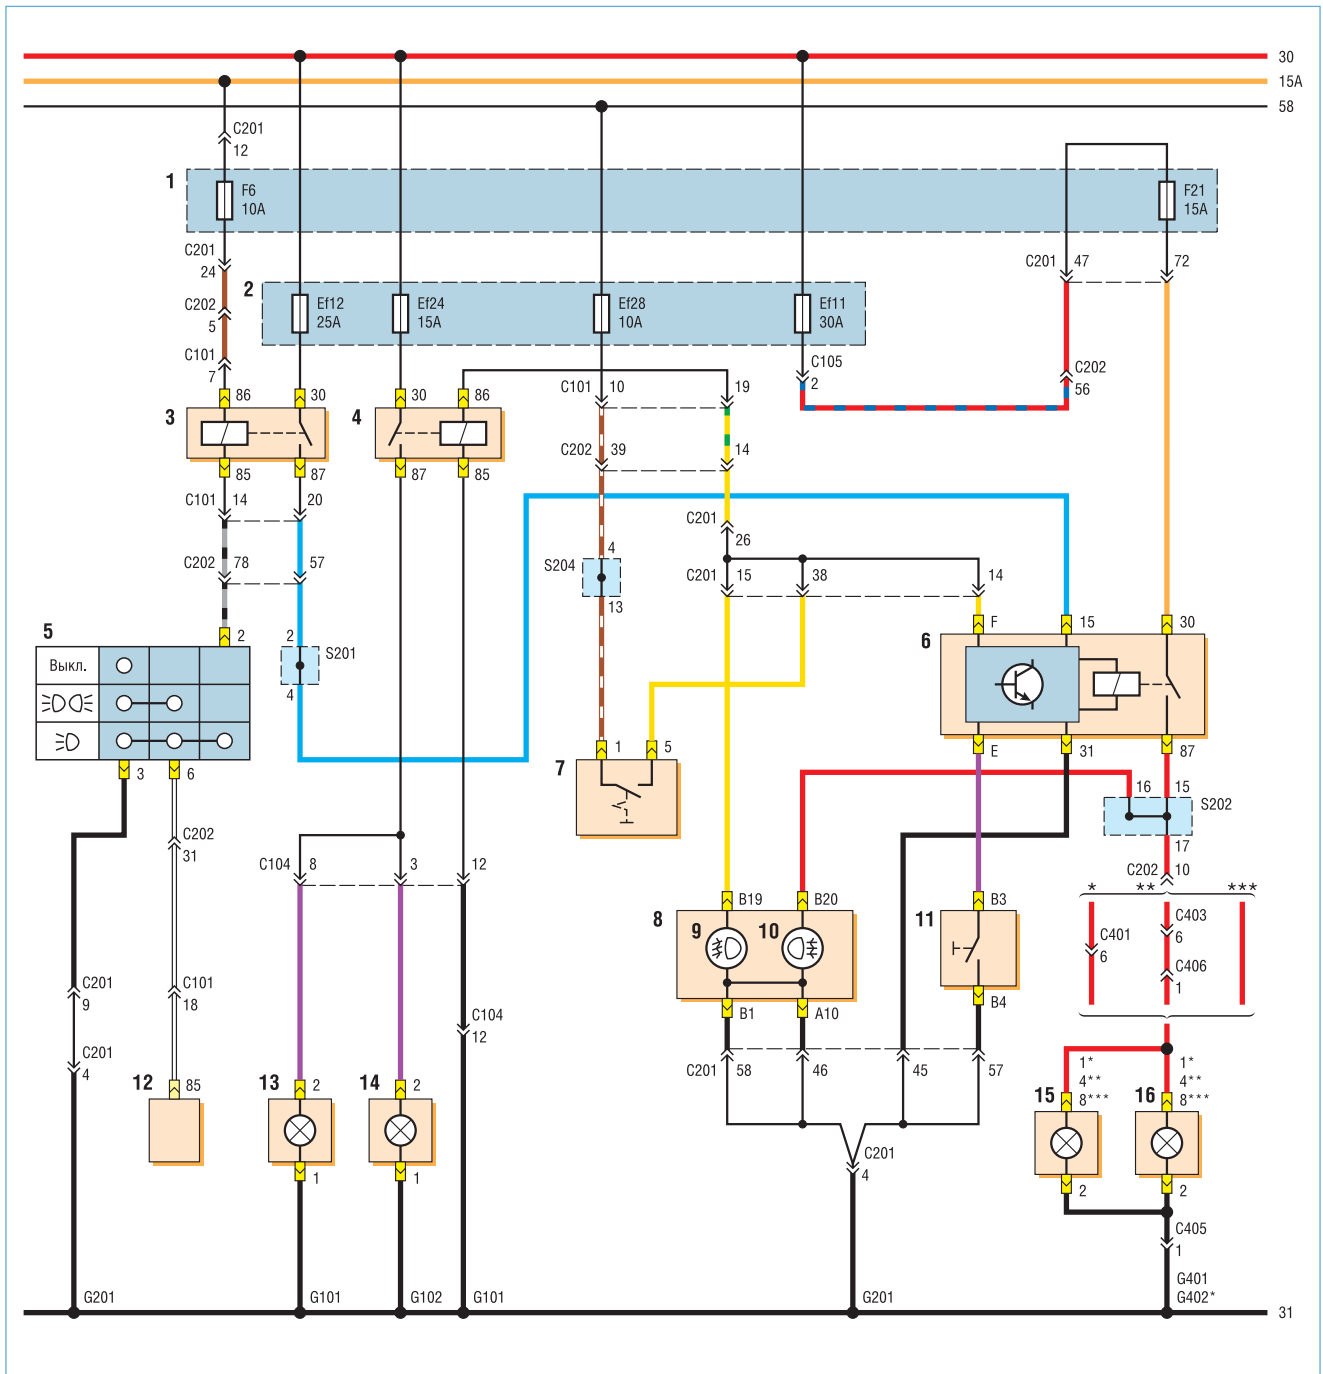 30
15A
58
C201
12
1
F6
10A
F21
15A
C201
24
C201 47
72
2
Ef12
25A
Ef24
15A
Ef28
10A
Ef11
30A
C202
5
C101
7
C105
2
C202
56
86
30
30
86
C101 10
19
3
4
C202 39
14
85
87
87
85
C101 14
20
C201
26
C202 78
57
S204
4
13
C201 15
38
14
5
2
2
S201
4
F
15
30
6
Выкл.
3
6
E
31
87
7
1
5
16
15
S202
17
C202
31
C104 8
3
12
C202 10
*
**
***
8
B19
B20
9
10
11
B3
C401
6
C403
6
C406
1
C201
9
C101
18
B1
A10
B4
C104
12
C201
4
C201 58
46
45
57
12
85
13
2
14
2
1*
4**
8***
1*
4**
8***
15
16
C201
4
1
1
2
2
C405
1
G201
G101
G102
G101
G201
G401
G402*
31